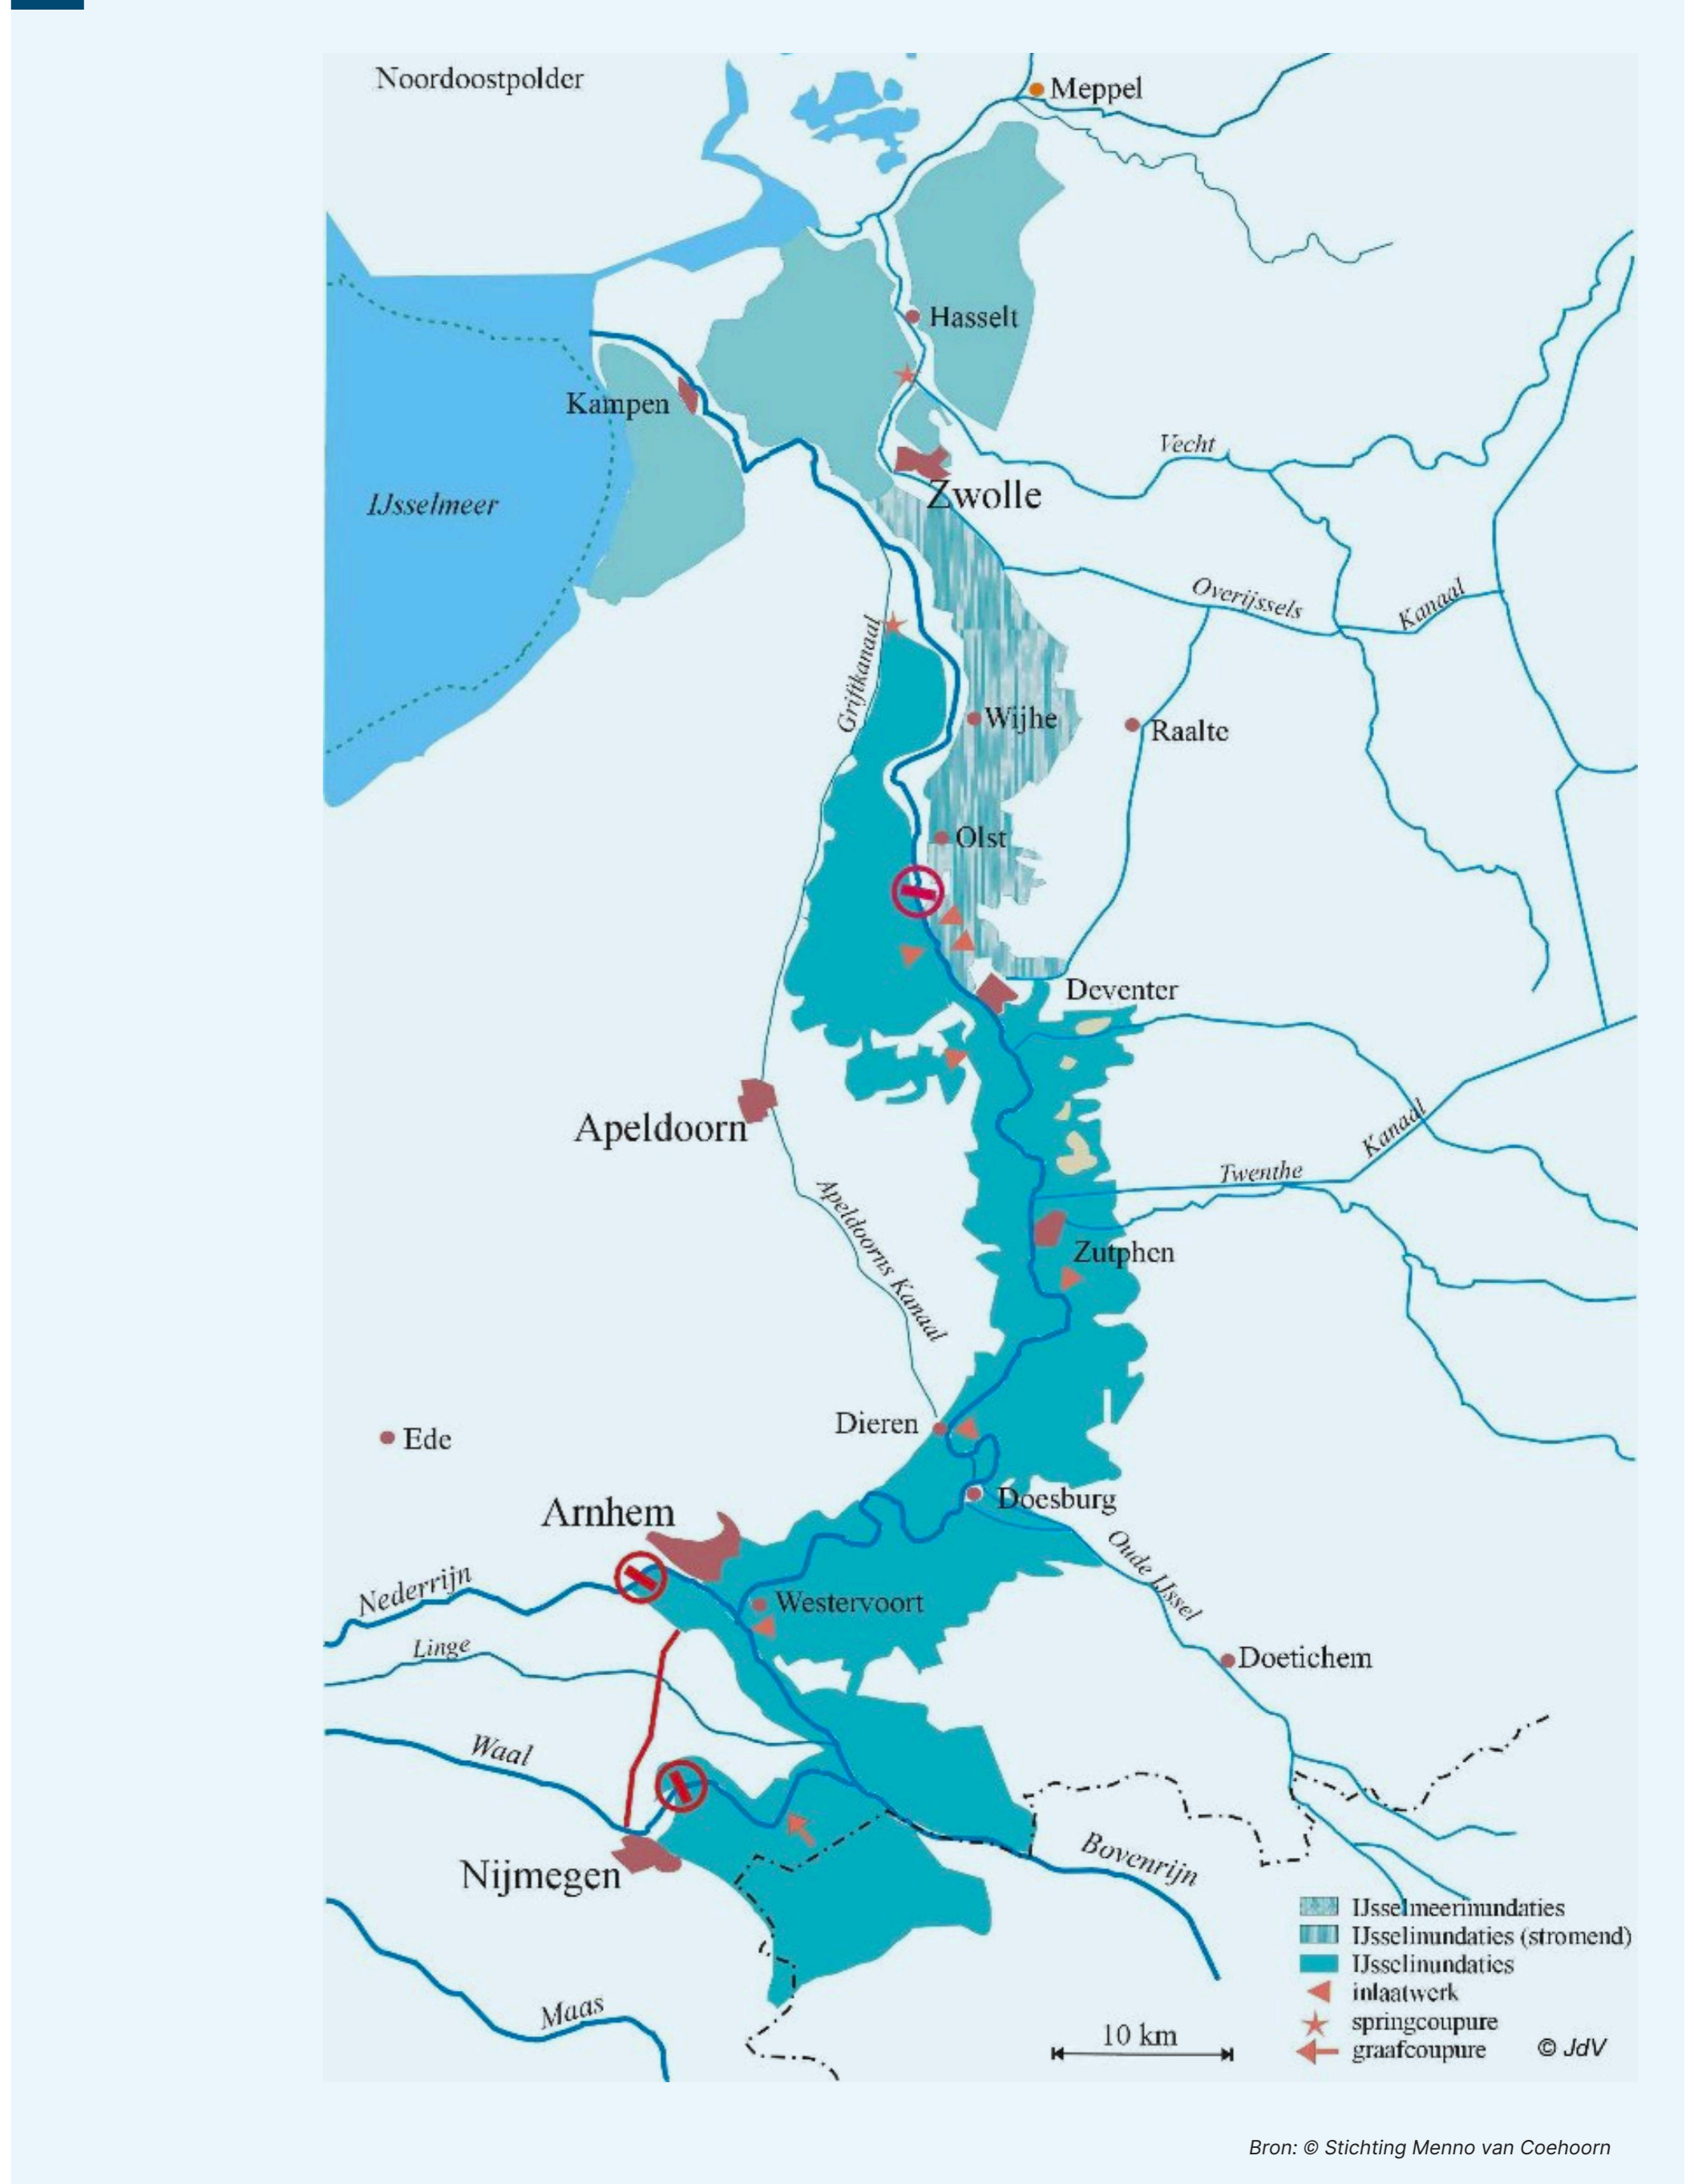 Noordoostpolder
Meppel
Hasselt
Kampen
Vecht
IJsselmeer
Zwolle
Overijssels
Kanaal
Griftkanaal
Wijhe
Raalte
Olst
Deventer
Apeldoorn
Kanaal
Twenthe
Apeldoorns Kanaal
Zutphen
Dieren
Ede
Doesburg
Arnhem
Oude IJssel
Nederrijn
Westervoort
Linge
Doetichem
Waal
Bovenrijn
Nijmegen
IJsselmeerinundaties
IJsselinundaties (stromend)
IJsselinundaties
inlaatwerk
Maas
springcoupure
10 km
graafcoupure
© JdV
Bron: © Stichting Menno van Coehoorn